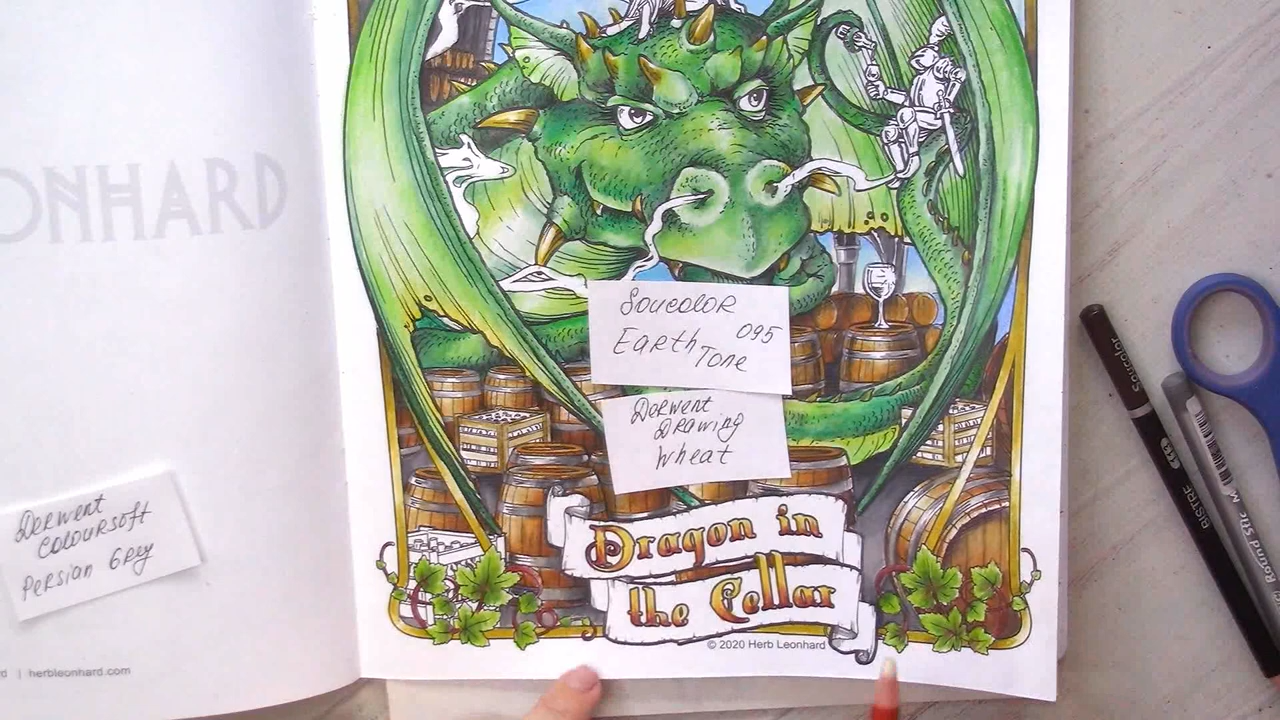 ONHARD
Soucolor
Earth 095
Tone
Derwent
Drawing
Wheat
Derwent
Coloursoft
Persian Grey
Dragon in
the Cellar
© 2020 Herb Leonhard
d | herbleonhard.com
Soucolor
BISTRE
Round Stic M